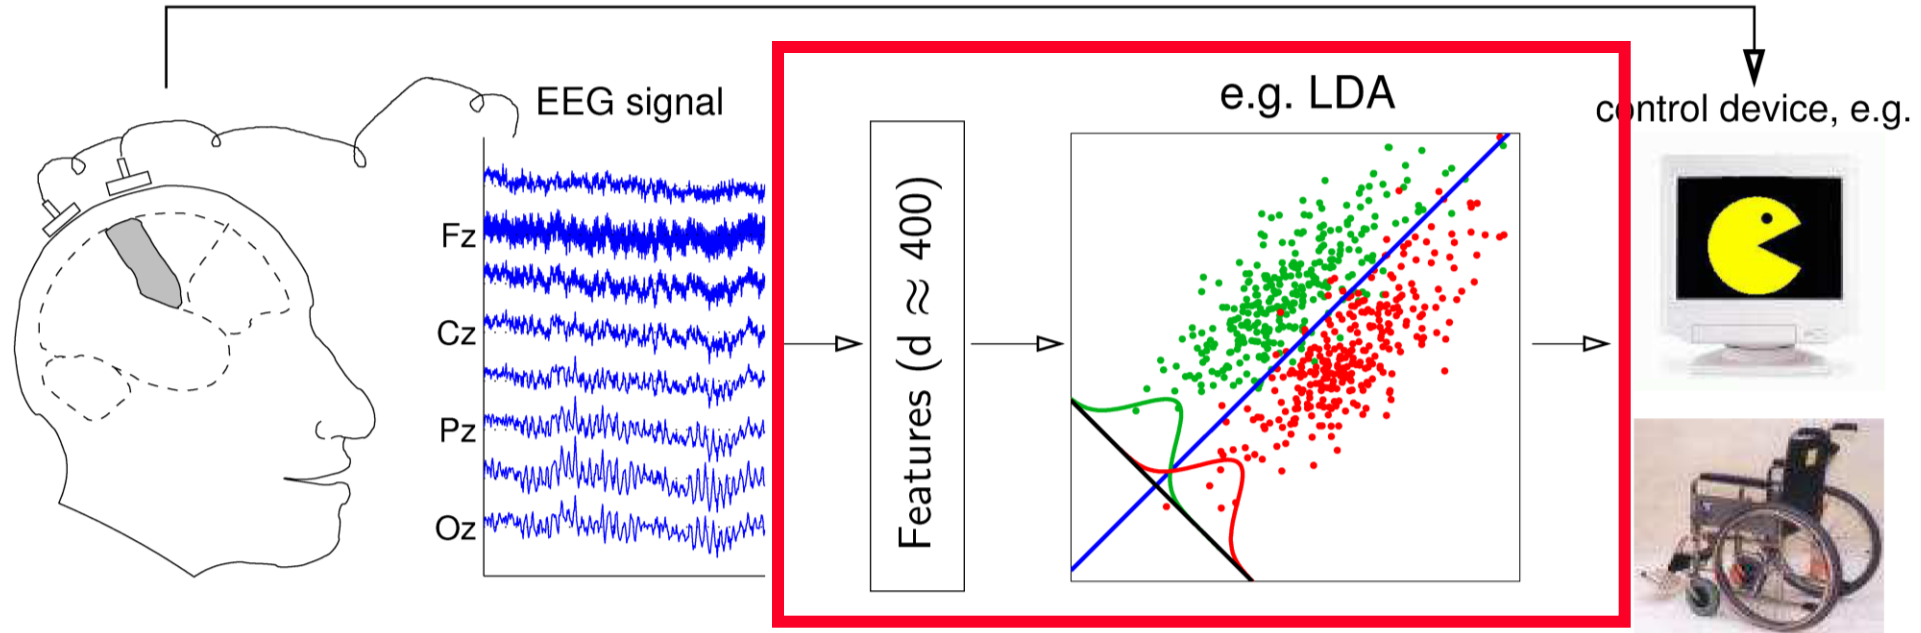 EEG signal
e.g. LDA
control device, e.g.
Fz
Cz
Pz
Oz
Features (d ≈ 400)